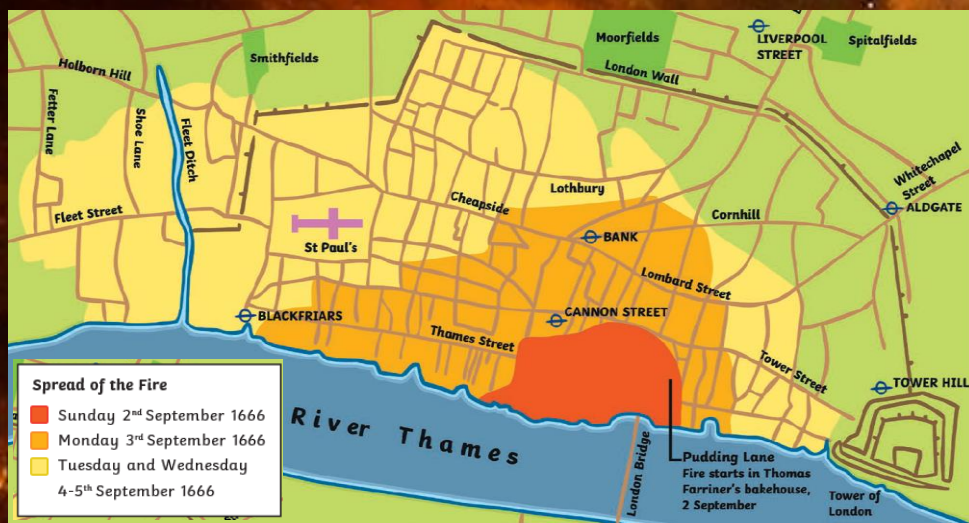 Moorfields
LIVERPOOL
STREET
Spitalfields
Smithfields
Holborn Hill
London Wall
Fetter Lane
Shoe Lane
Fleet Ditch
Whitechapel
Street
ALDGATE
Lothbury
Cheapside
Cornhill
Fleet Street
St Paul's
BANK
Lombard Street
BLACKFRIARS
CANNON STREET
Thames Street
Tower Street
TOWER HILL
Spread of the Fire
Sunday 2nd September 1666
Monday 3rd September 1666
Tuesday and Wednesday
4-5th September 1666
River Thames
London Bridge
Pudding Lane
Fire starts in Thomas
Farriner's bakehouse,
2 September
Tower of
London